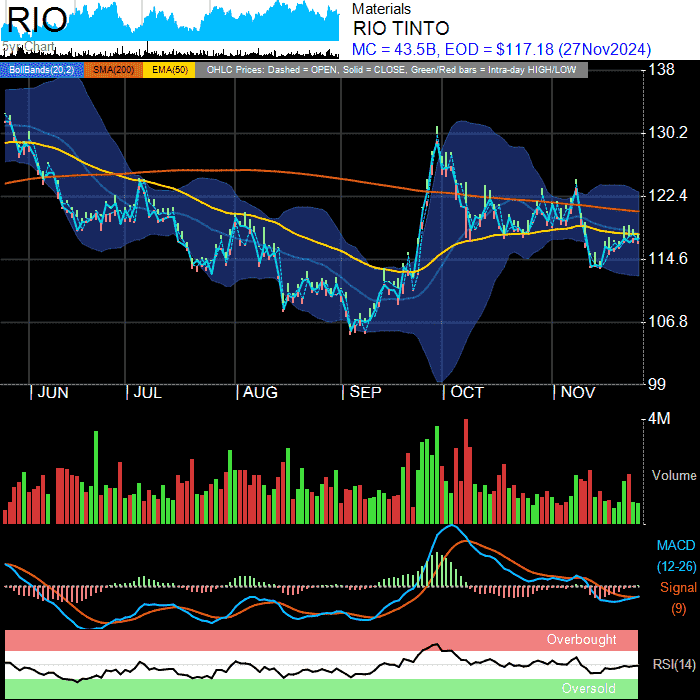 RIO
Materials
RIO TINTO
MC = 43.5B, EOD = $117.18 (27Nov2024)
BollBands(20,2) SMA(200) EMA(50) OHLC Prices: Dashed = OPEN, Solid = CLOSE, Green/Red bars = Intra-day HIGH/LOW
138
130.2
122.4
114.6
106.8
99
| JUN | JUL | AUG | SEP | OCT | NOV
4M
Volume
MACD
(12-26)
Signal
(9)
Overbought
RSI(14)
Oversold